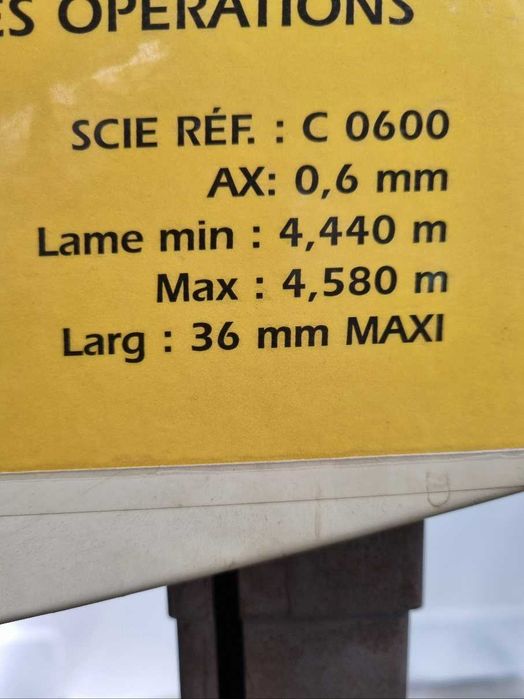 ES OPERATIONS
SCIE RÉF. : C 0600
AX: 0,6 mm
Lame min : 4,440 m
Max : 4,580 m
Larg : 36 mm MAXI